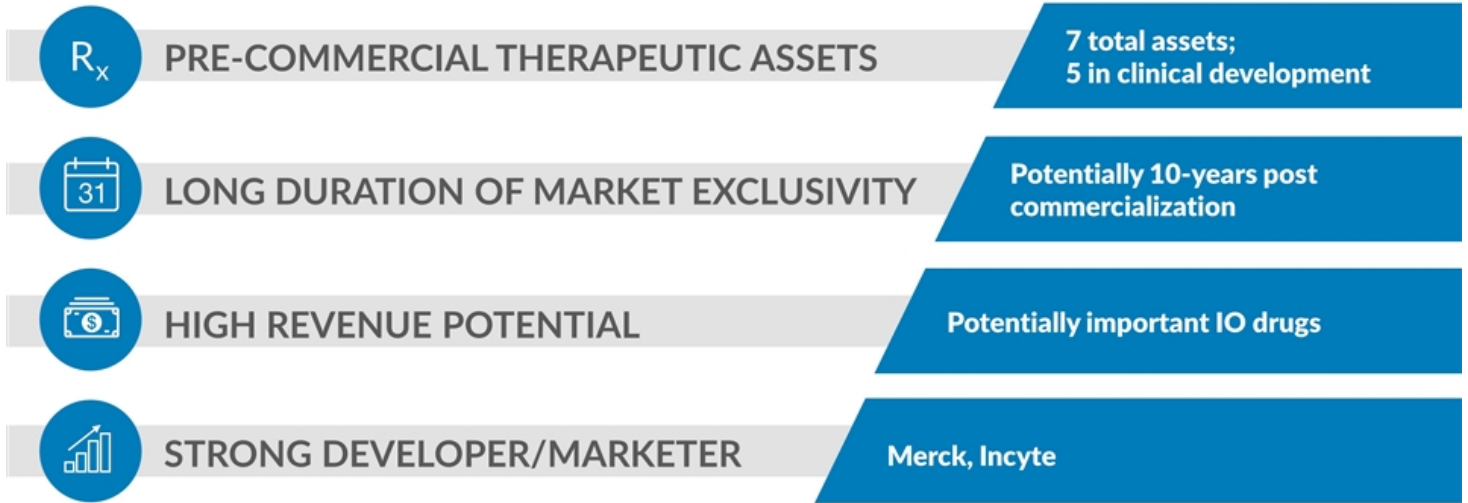 Rx
PRE-COMMERCIAL THERAPEUTIC ASSETS
7 total assets;
5 in clinical development
31
LONG DURATION OF MARKET EXCLUSIVITY
Potentially 10-years post
commercialization
$
HIGH REVENUE POTENTIAL
Potentially important IO drugs
STRONG DEVELOPER/MARKETER
Merck, Incyte